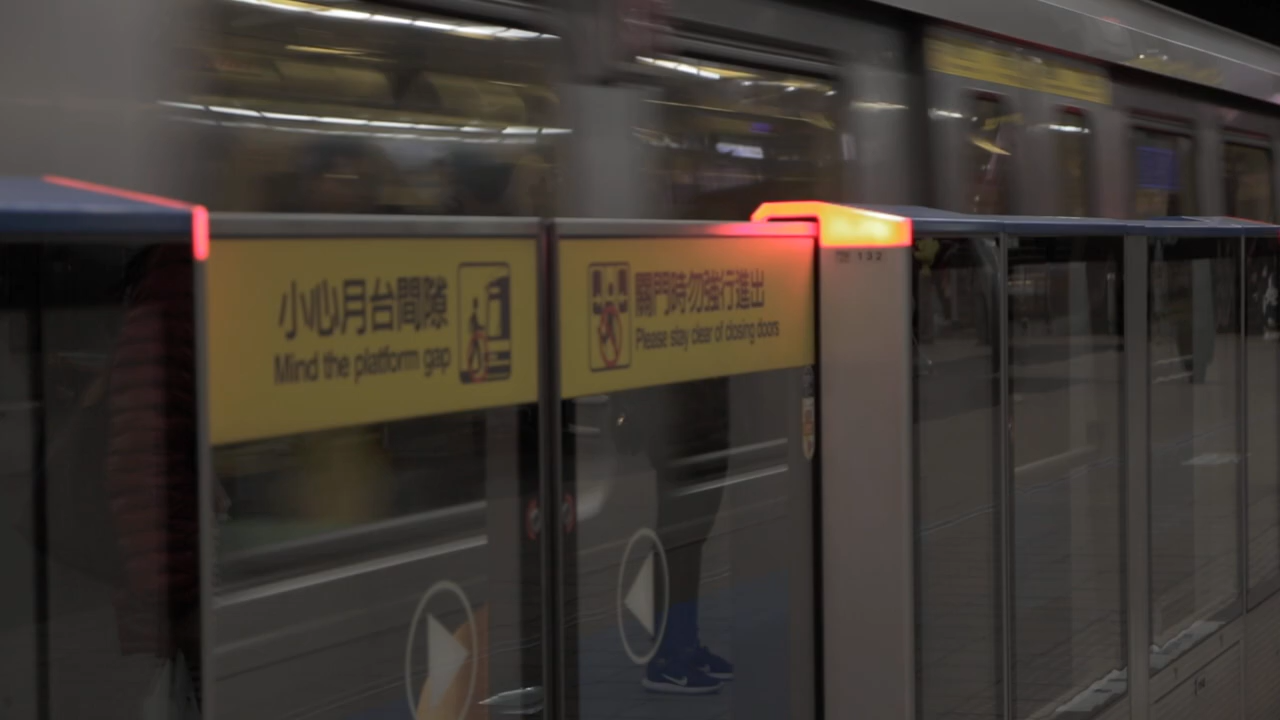 小心月台間隙
Mind the platform gap
關門時勿強行進出
Please stay clear of closing doors
132